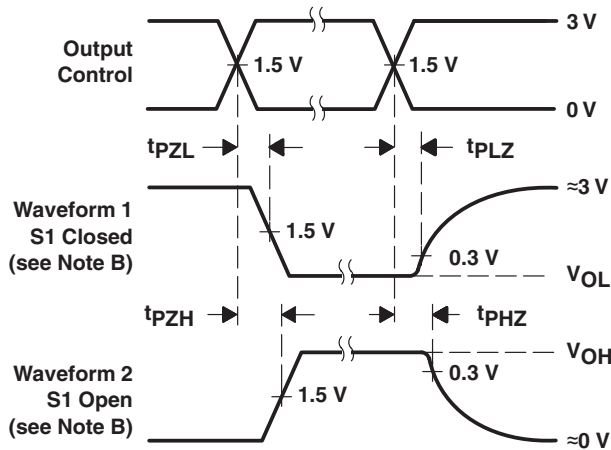 3 V
Output
Control
1.5 V
1.5 V
0 V
tPZL
tPLZ
≈3 V
Waveform 1
S1 Closed
(see Note B)
1.5 V
0.3 V
VOL
tPZH
tPHZ
VOH
Waveform 2
S1 Open
(see Note B)
1.5 V
0.3 V
≈0 V